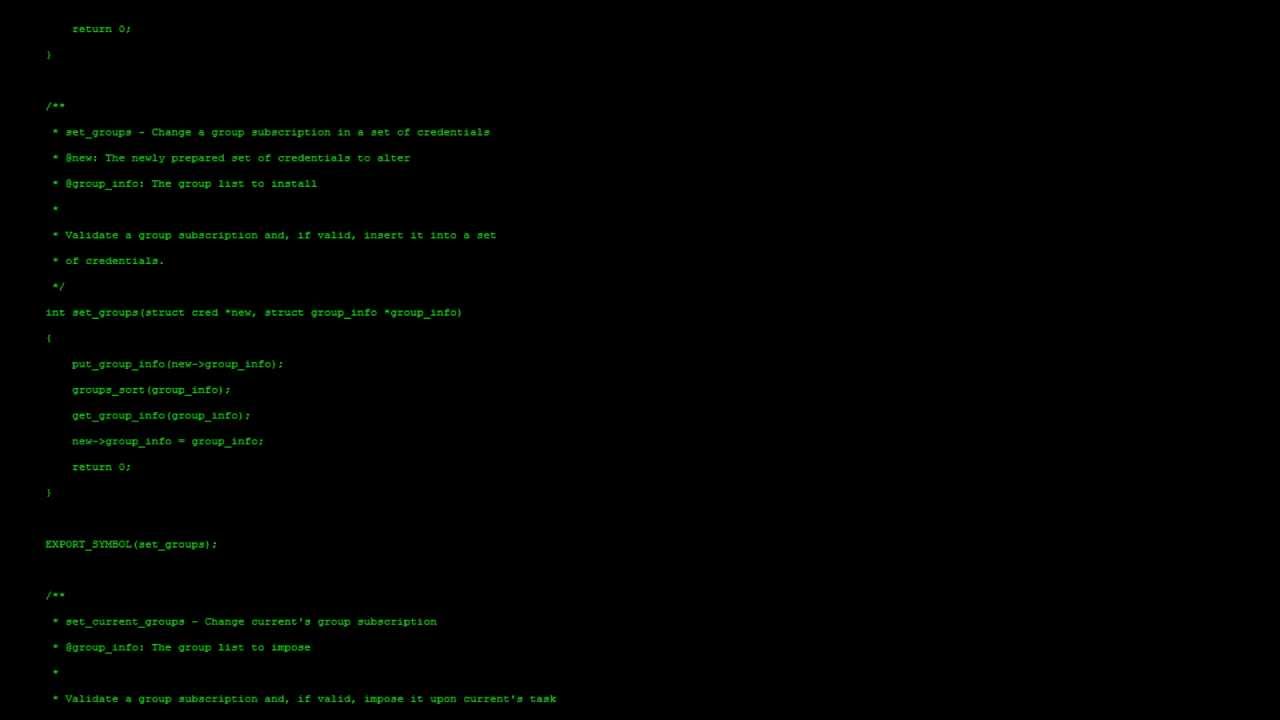 return 0;
}
/**
* set_groups - Change a group subscription in a set of credentials
* @new: The newly prepared set of credentials to alter
* @group_info: The group list to install
*
* Validate a group subscription and, if valid, insert it into a set
* of credentials.
*/
int set_groups(struct cred *new, struct group_info *group_info)
{
put_group_info(new->group_info);
groups_sort(group_info);
get_group_info(group_info);
new->group_info = group_info;
return 0;
}
EXPORT_SYMBOL(set_groups);
/**
* set_current_groups - Change current's group subscription
* @group_info: The group list to impose
*
* Validate a group subscription and, if valid, impose it upon current's task